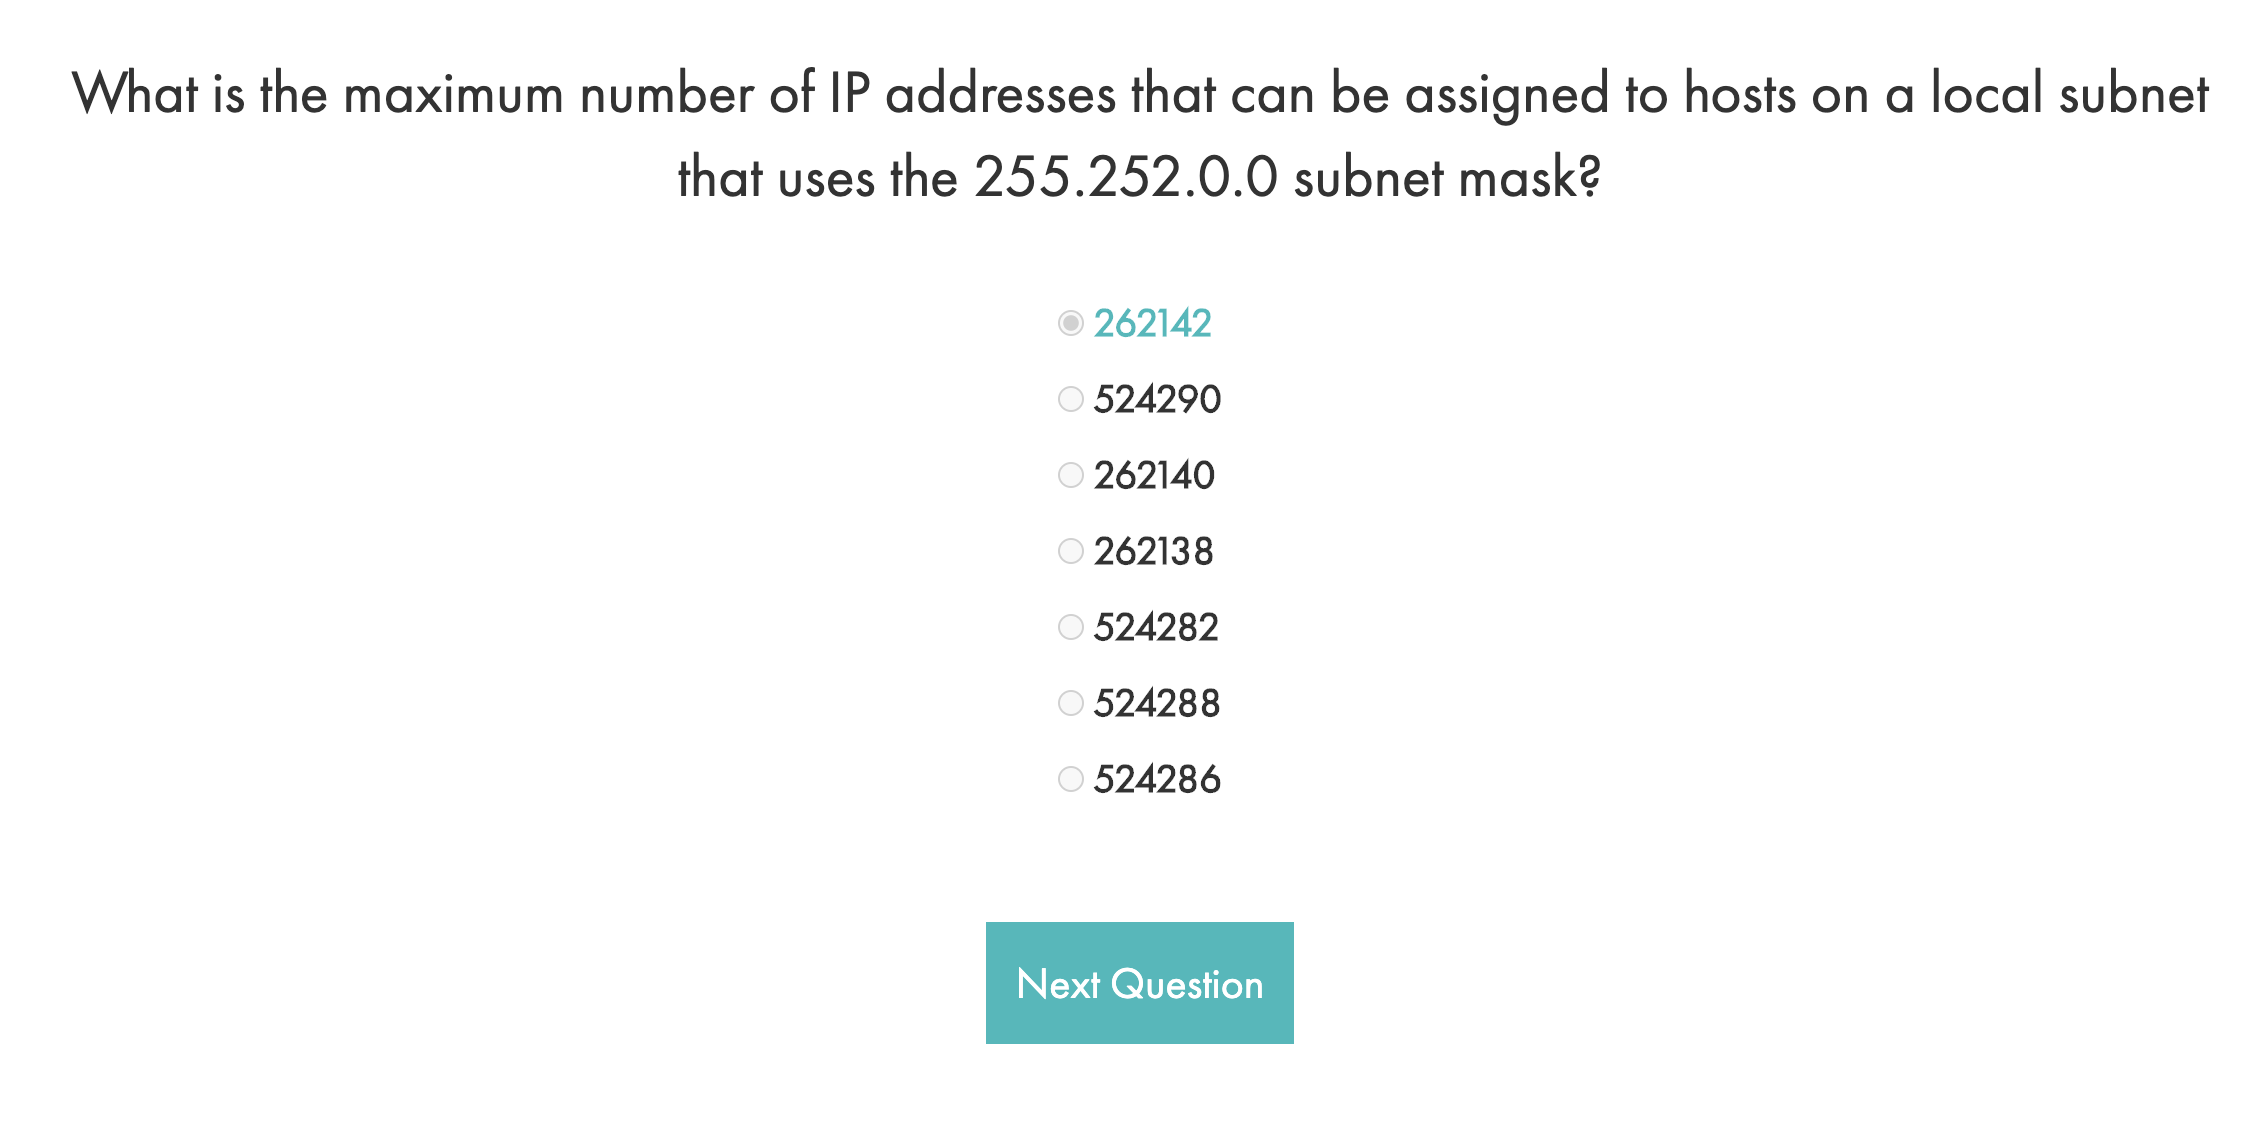 What is the maximum number of IP addresses that can be assigned to hosts on a local subnet
that uses the 255.252.0.0 subnet mask?
262142
524290
262140
262138
524282
524288
524286
Next Question